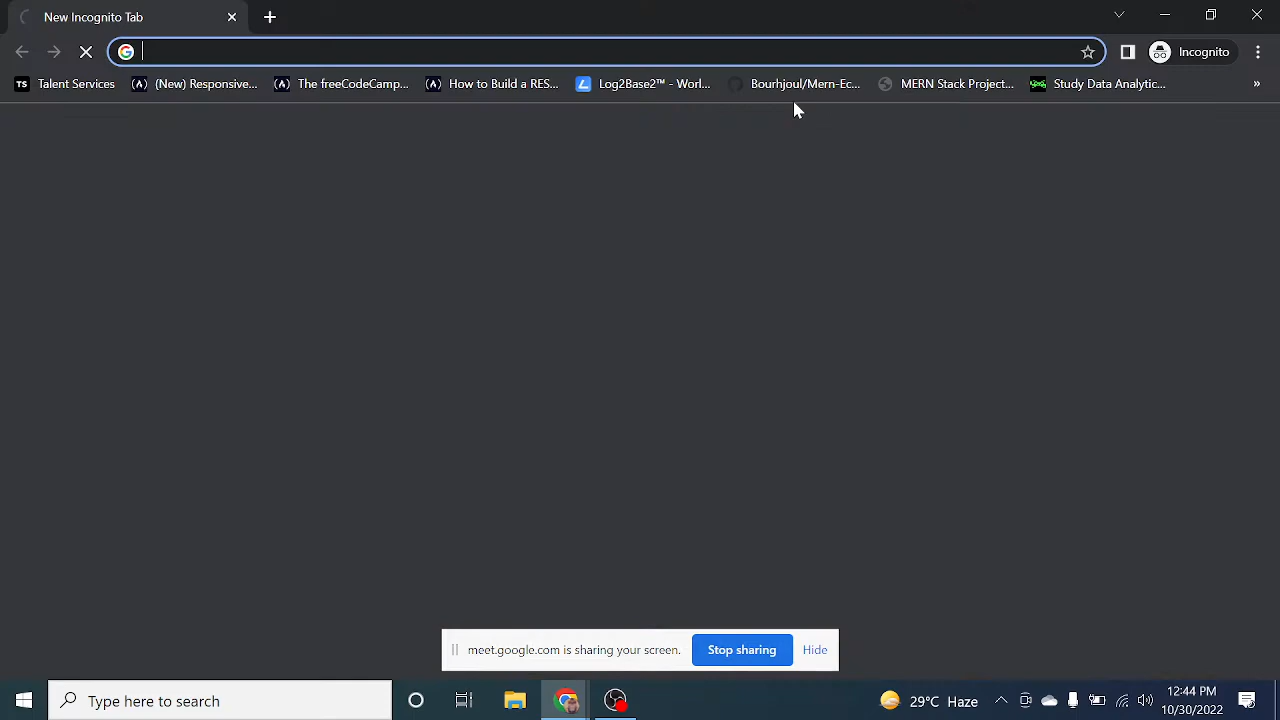 New Incognito Tab
Incognito
TS Talent Services
(New) Responsive...
The freeCodeCamp...
How to Build a RES...
Log2Base2™ - Worl...
Bourhjoul/Mern-Ec...
MERN Stack Project...
Study Data Analytic...
»
meet.google.com is sharing your screen.
Stop sharing
Hide
Type here to search
29°C Haze
12:44 PM
10/30/2022